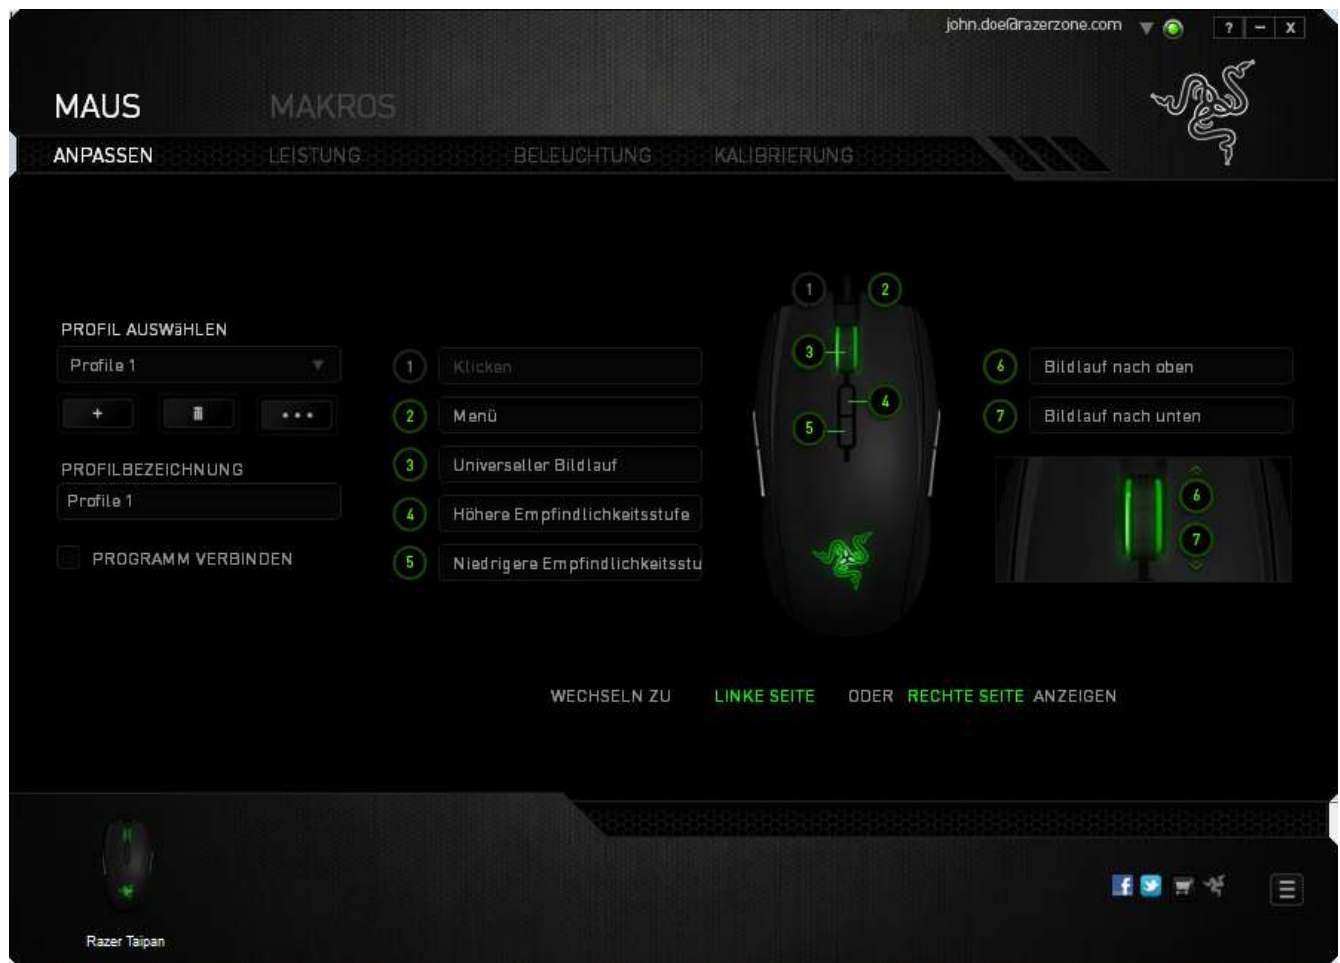 john.doe@razerzone.com
? – X
MAUS MAKROS
ANPASSEN LEISTUNG BELEUCHTUNG KALIBRIERUNG
PROFIL AUSWäHLEN
Profile 1
+
PROFILBEZEICHNUNG
Profile 1
PROGRAMM VERBINDEN
1 Klicken
2 Menü
3 Universeller Bildlauf
4 Höhere Empfindlichkeitsstufe
5 Niedrigere Empfindlichkeitsstu
1 2
3
4
5
6 Bildlauf nach oben
7 Bildlauf nach unten
6
7
WECHSELN ZU LINKE SEITE ODER RECHTE SEITE ANZEIGEN
Razer Taipan